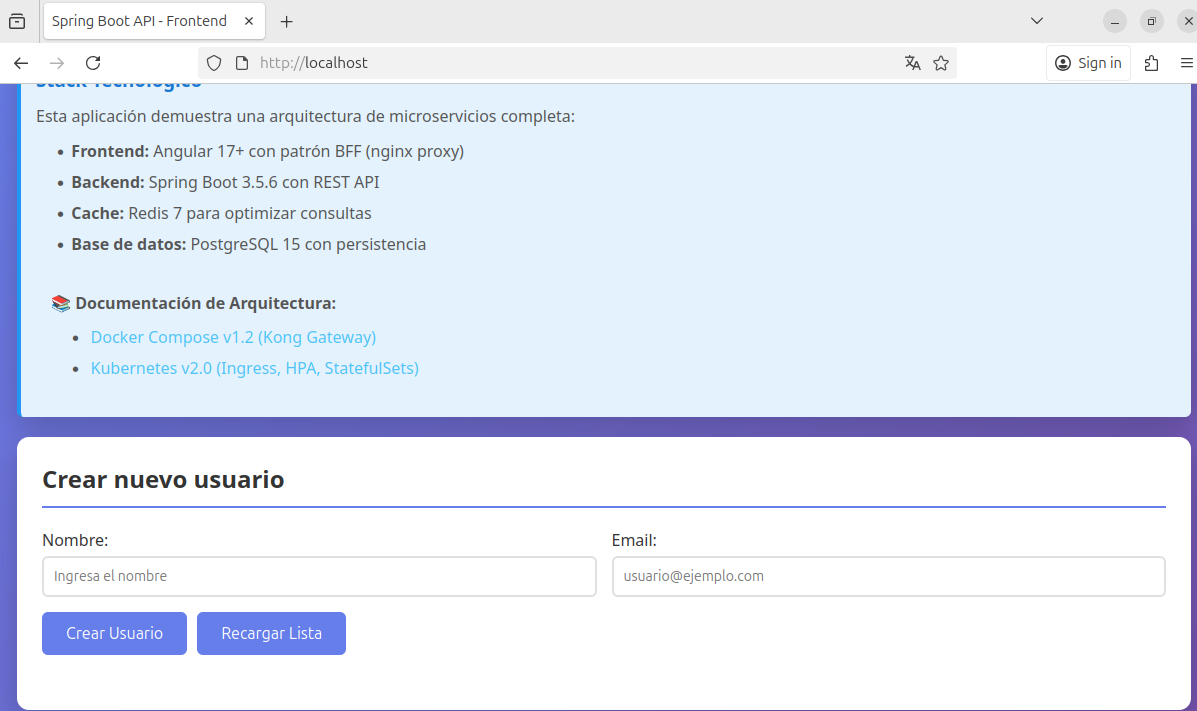 Spring Boot API - Frontend
http://localhost
Sign in
Stack Tecnológico
Esta aplicación demuestra una arquitectura de microservicios completa:
• Frontend: Angular 17+ con patrón BFF (nginx proxy)
• Backend: Spring Boot 3.5.6 con REST API
• Cache: Redis 7 para optimizar consultas
• Base de datos: PostgreSQL 15 con persistencia
📚 Documentación de Arquitectura:
• Docker Compose v1.2 (Kong Gateway)
• Kubernetes v2.0 (Ingress, HPA, StatefulSets)
Crear nuevo usuario
Nombre: Email:
Ingresa el nombre usuario@ejemplo.com
Crear Usuario Recargar Lista